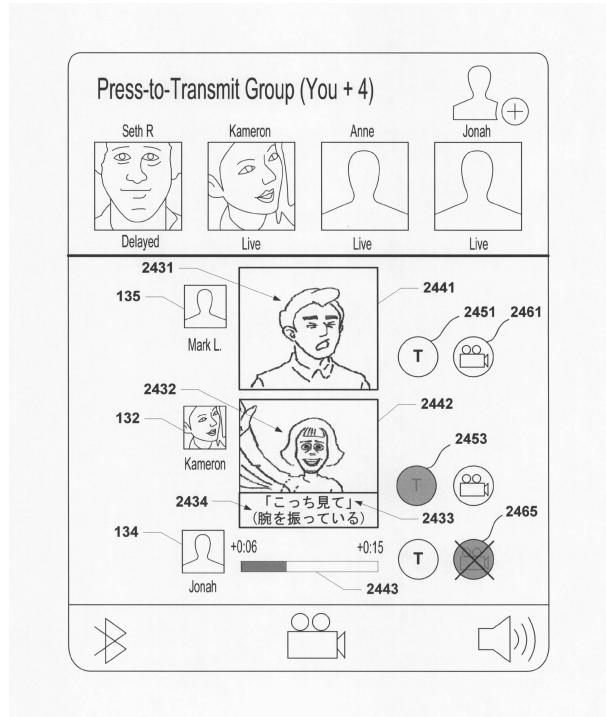 Press-to-Transmit Group (You + 4)
Seth R
Kameron
Anne
Jonah
Delayed
Live
Live
Live
2431
2441
135
2451
2461
Mark L.
T
2432
2442
132
2453
Kameron
T
2434
「こっち見て」
(腕を振っている)
2433
2465
134
+0:06
+0:15
T
Jonah
2443